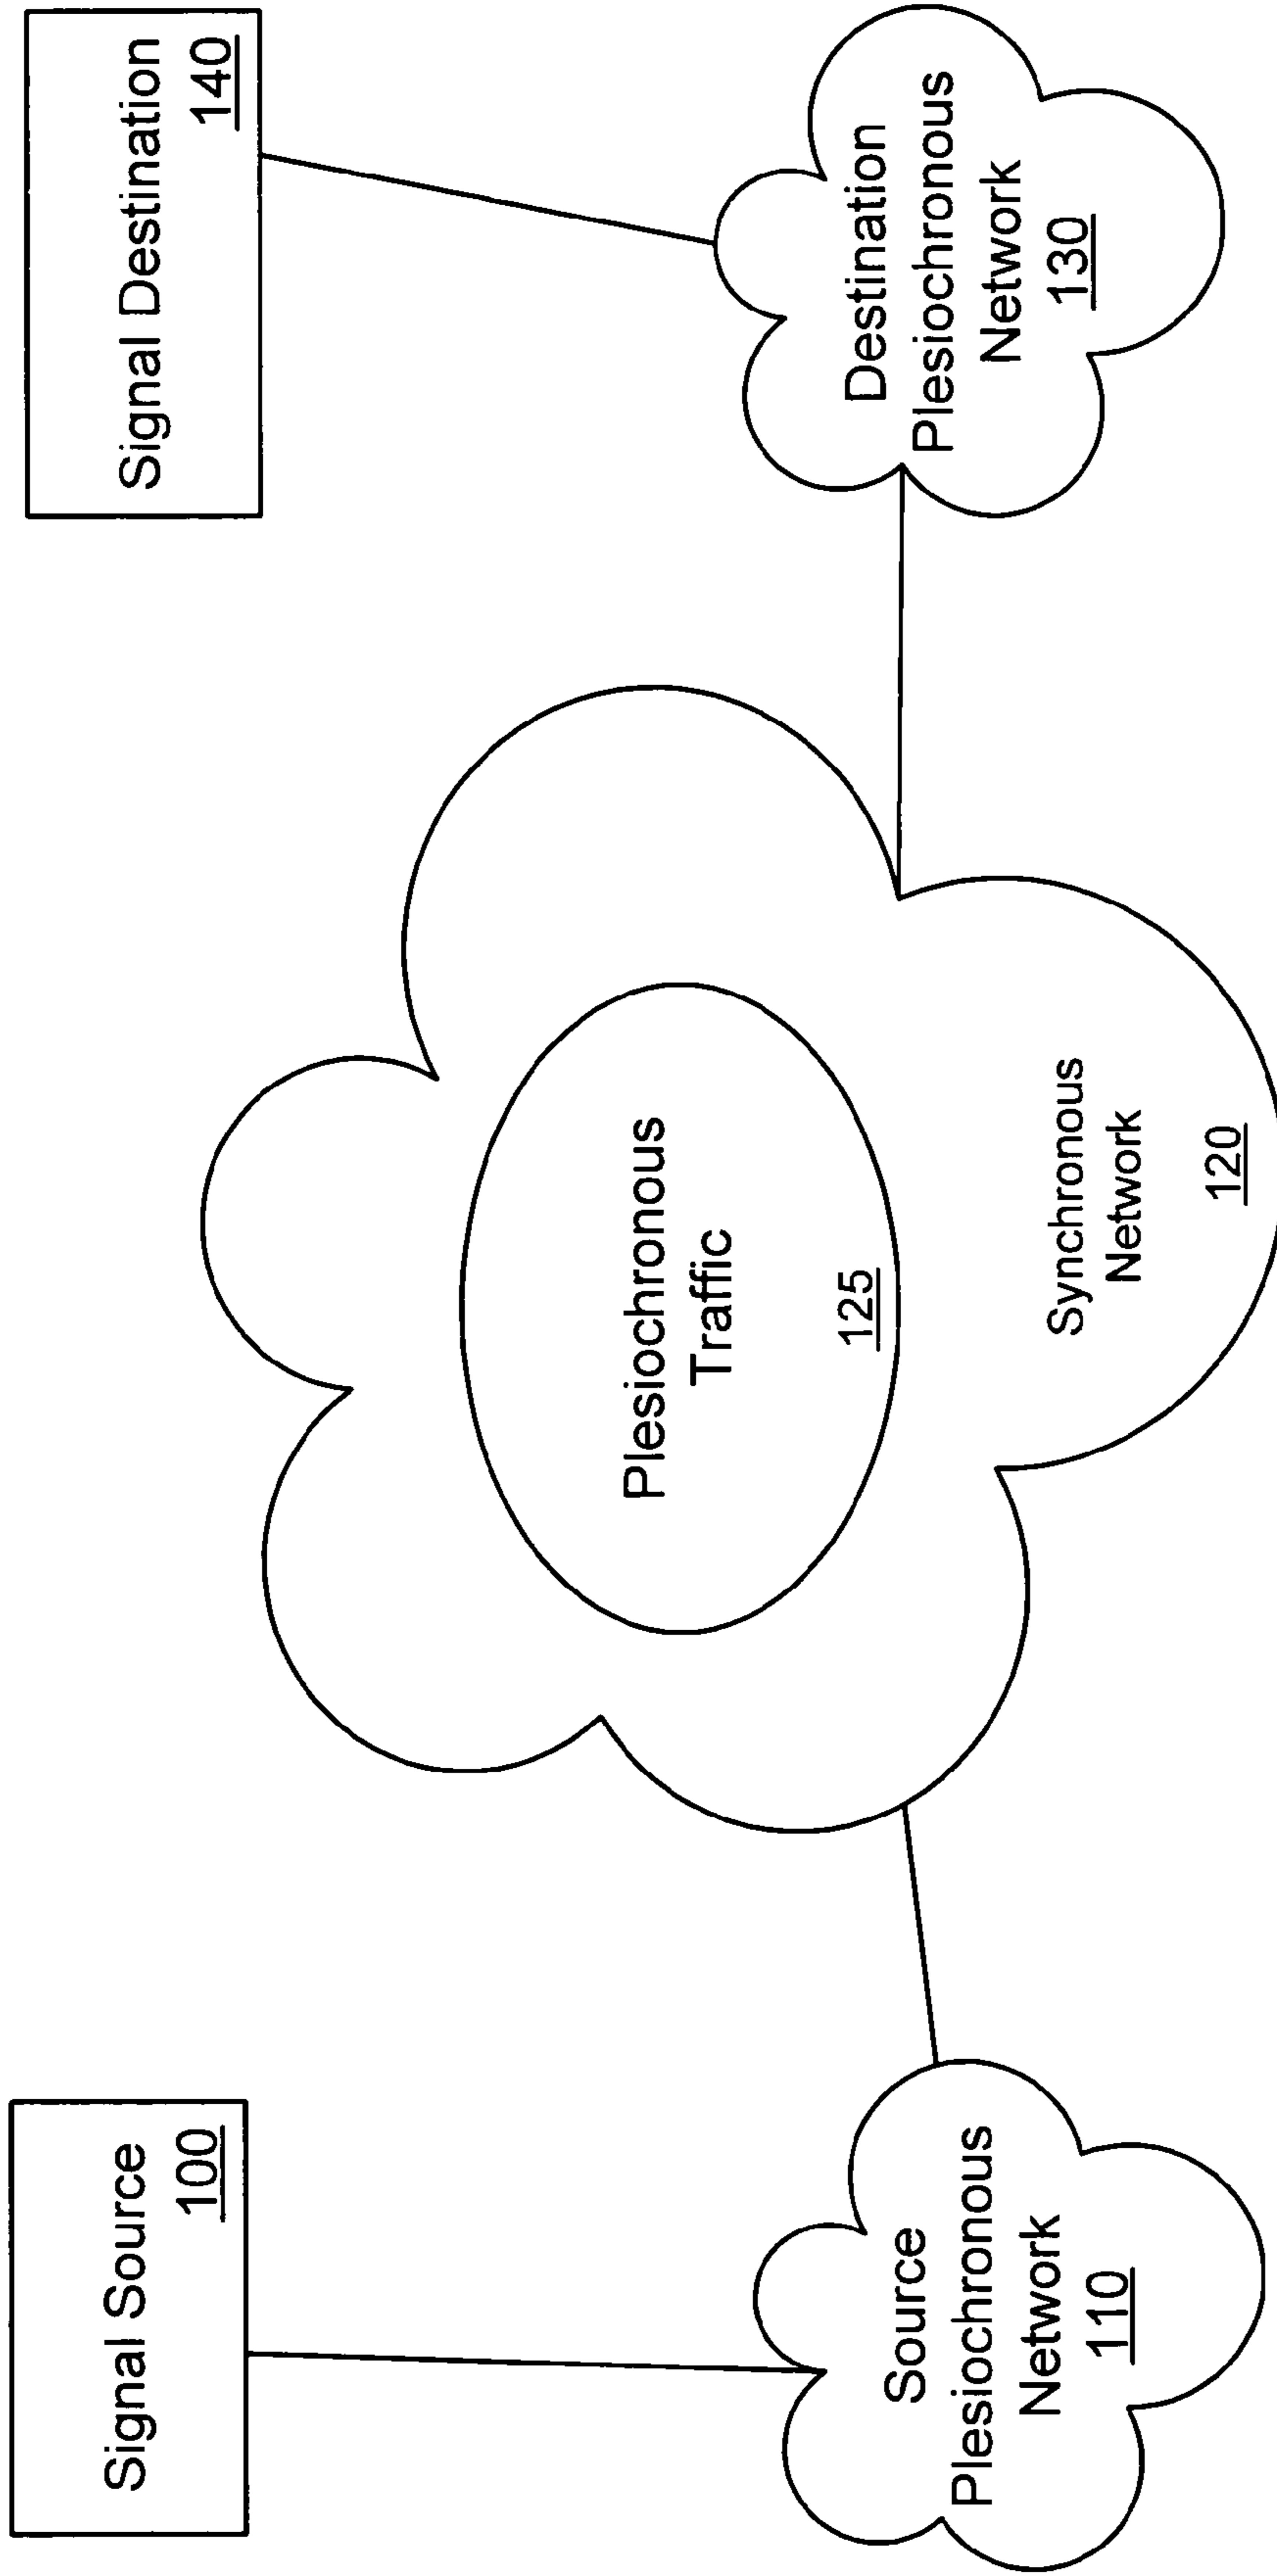 Signal Source
100
Signal Destination
140
Plesiochronous
Traffic
125
Synchronous
Network
120
Source
Plesiochronous
Network
110
Destination
Plesiochronous
Network
130